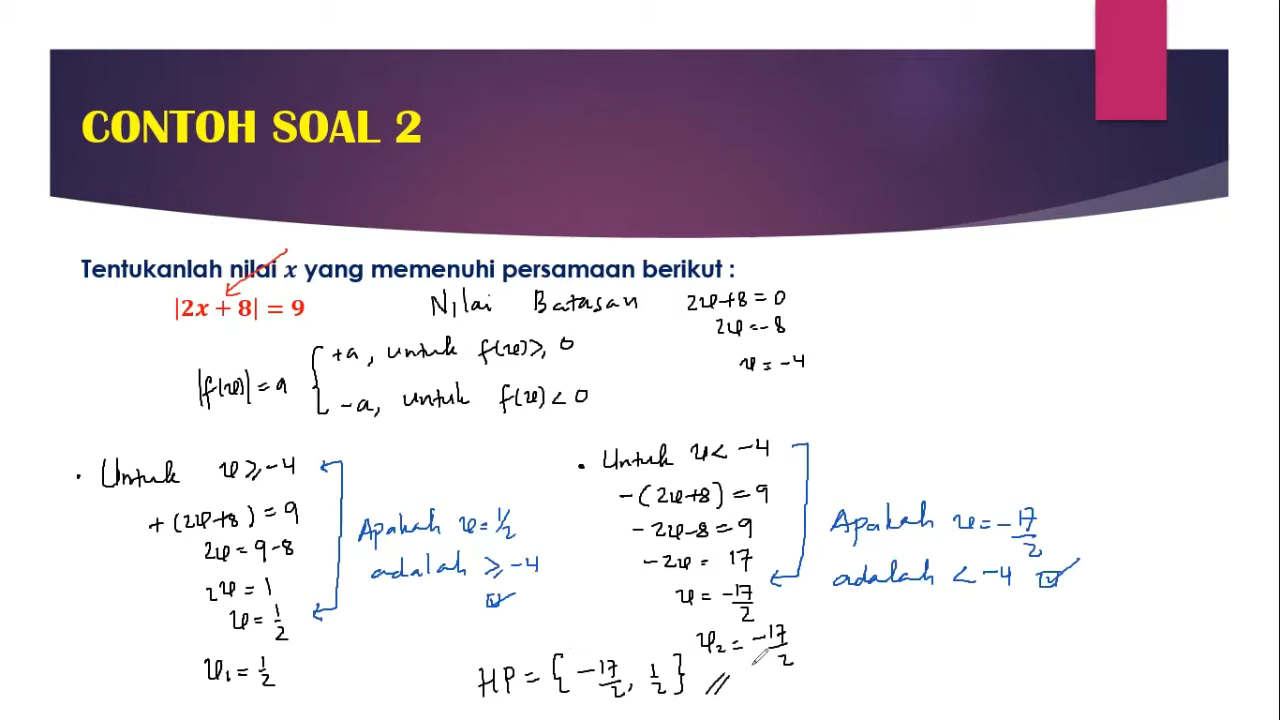 CONTOH SOAL 2
Tentukanlah nilai x yang memenuhi persamaan berikut :
|2x + 8| = 9
Nilai Batasan
2x+8 = 0
2x = -8
x = -4
|f(x)| = a { +a, untuk f(x) ≥ 0
-a, untuk f(x) < 0
• Untuk x ≥ -4
+(2x+8) = 9
2x = 9-8
2x = 1
x = 1/2
x₁ = 1/2
Apakah x = 1/2
adalah ≥ -4
• Untuk x < -4
-(2x+8) = 9
-2x-8 = 9
-2x = 17
x = -17/2
x₂ = -17/2
Apakah x = -17/2
adalah < -4
HP = { -17/2, 1/2 } //